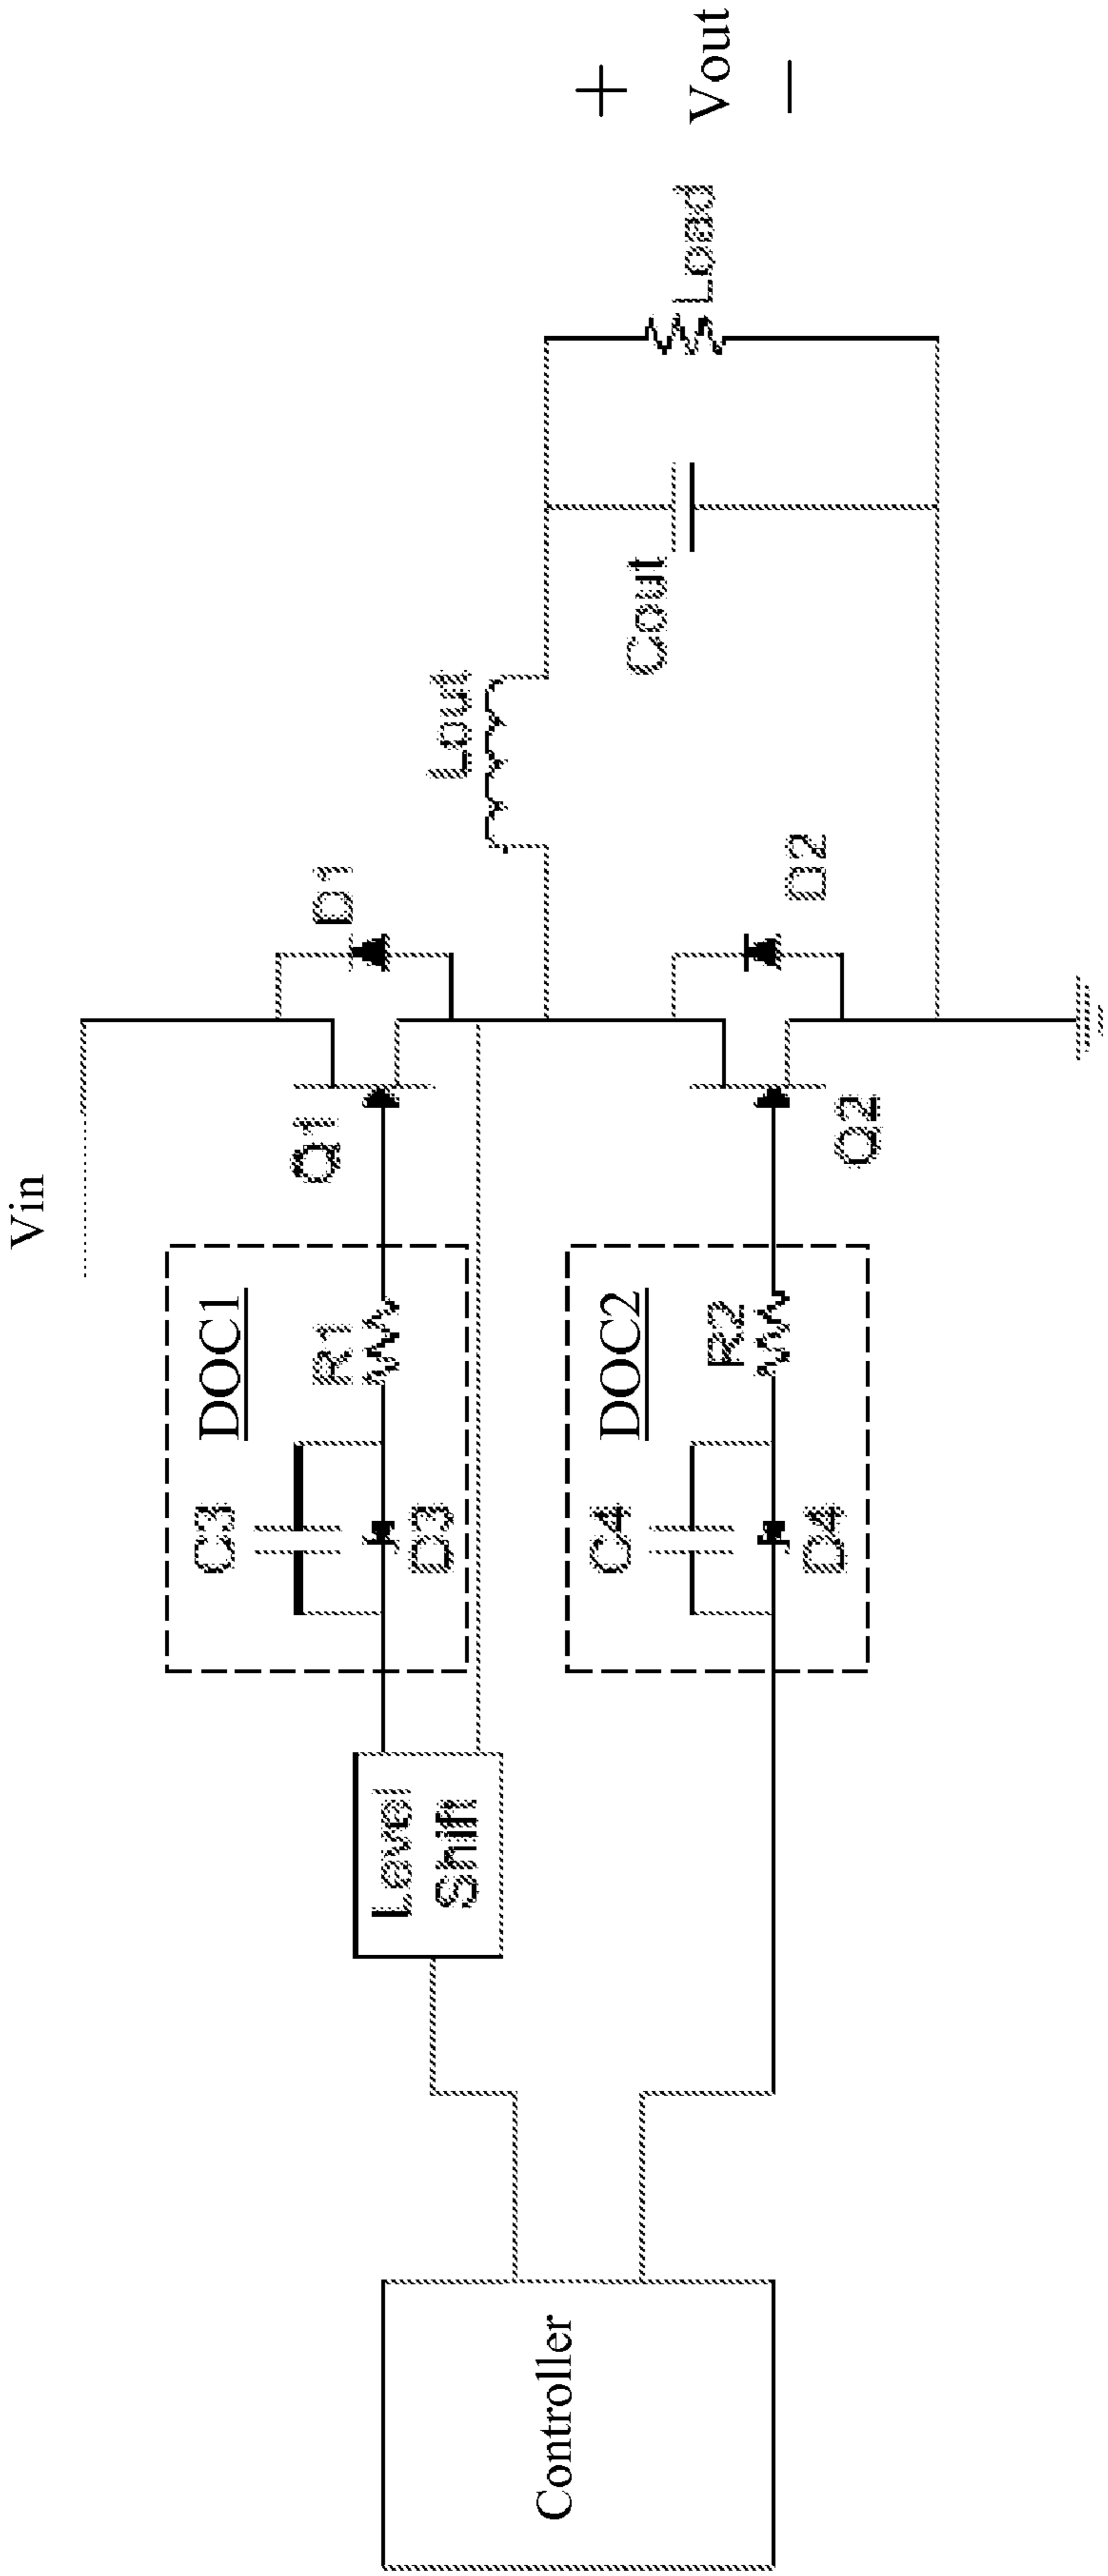 Vin
DOC1
C3
R1
D3
Q1
D1
Level
Shift
Lout
Controller
DOC2
C4
R2
D4
Q2
D2
Cout
Load
+
Vout
−